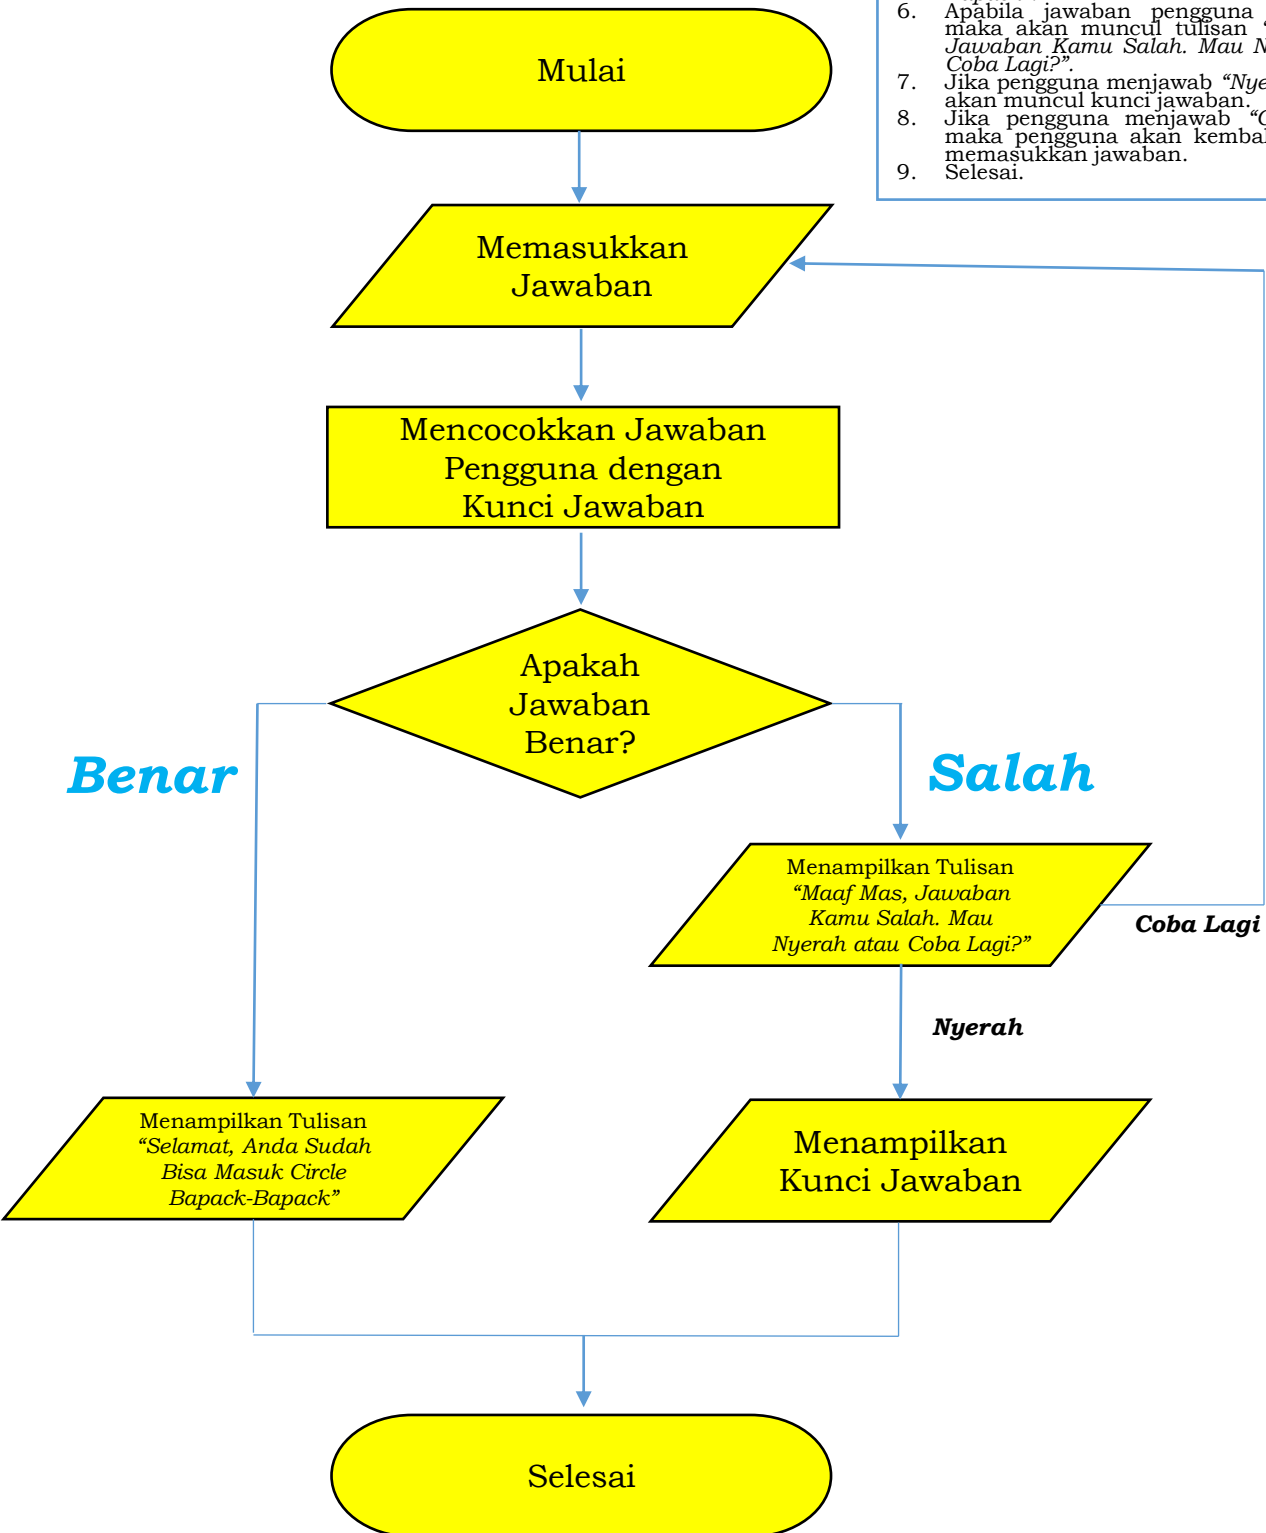 6. Apabila jawaban pengguna
maka akan muncul tulisan
Jawaban Kamu Salah. Mau
Coba Lagi?”.
7. Jika pengguna menjawab
akan muncul kunci jawaban.
8. Jika pengguna menjawab
maka pengguna akan
memasukkan jawaban.
9. Selesai.
Mulai
Memasukkan
Jawaban
Mencocokkan Jawaban
Pengguna dengan
Kunci Jawaban
Apakah
Jawaban
Benar?
Benar
Salah
Menampilkan Tulisan
“Maaf Mas, Jawaban
Kamu Salah. Mau
Nyerah atau Coba Lagi?”
Coba Lagi
Nyerah
Menampilkan Tulisan
“Selamat, Anda Sudah
Bisa Masuk Circle
Bapack-Bapack”
Menampilkan
Kunci Jawaban
Selesai